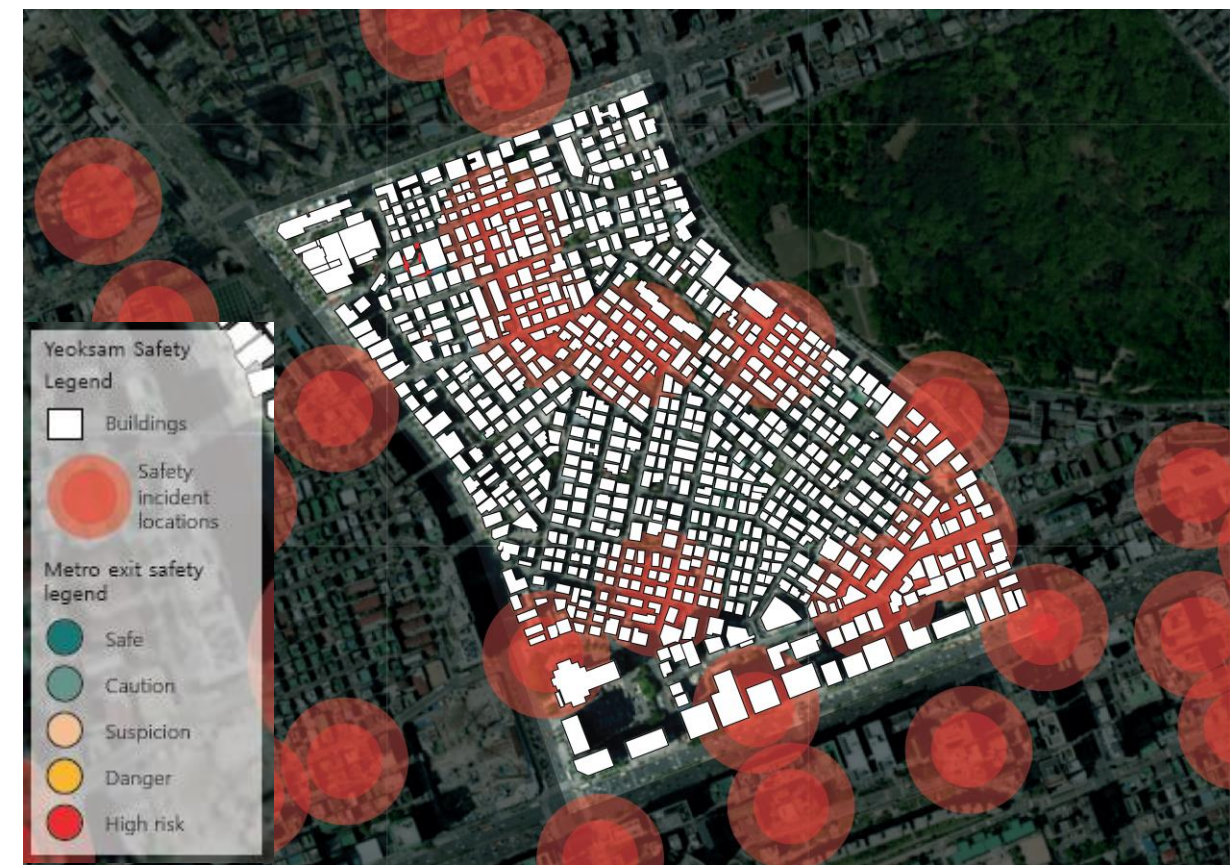 Yeoksam Safety
Legend
Buildings
Safety
incident
locations
Metro exit safety
legend
Safe
Caution
Suspicion
Danger
High risk